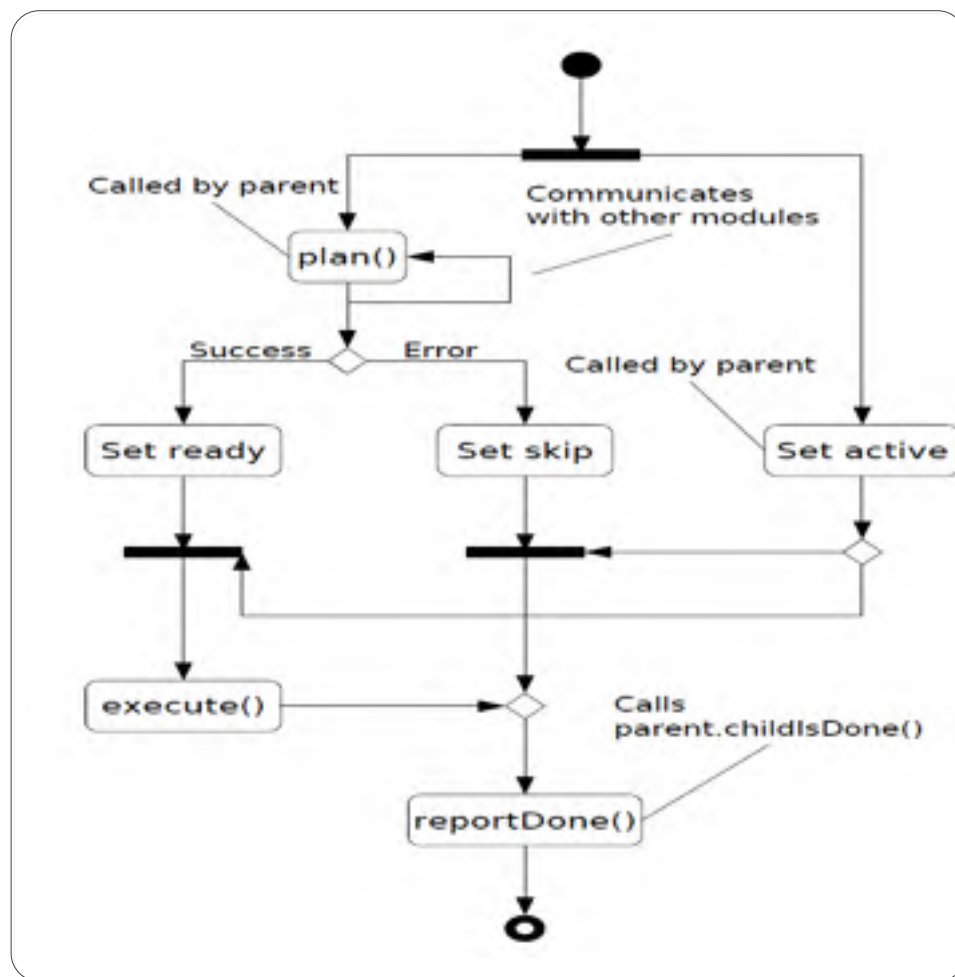 Called by parent
Communicates
with other modules
plan()
Success
Error
Called by parent
Set ready
Set skip
Set active
execute()
Calls
parent.childIsDone()
reportDone()